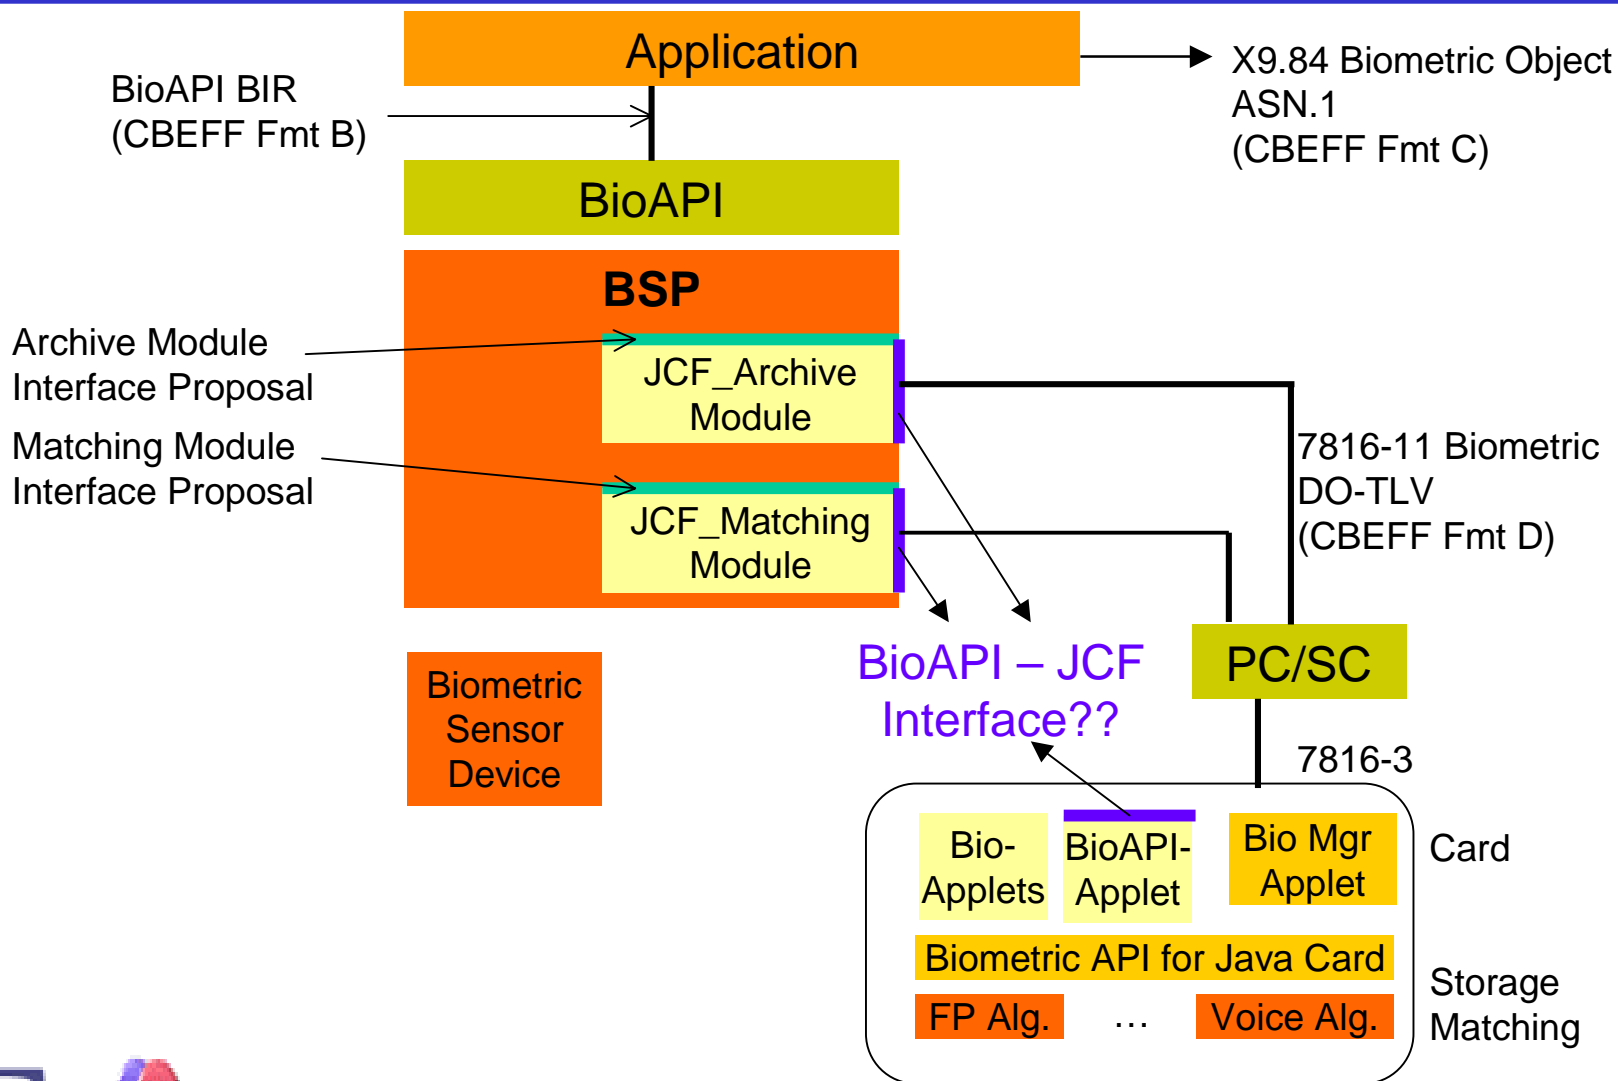 Application
X9.84 Biometric Object
ASN.1
(CBEFF Fmt C)
BioAPI BIR
(CBEFF Fmt B)
BioAPI
BSP
Archive Module
Interface Proposal
JCF_Archive
Module
Matching Module
Interface Proposal
JCF_Matching
Module
7816-11 Biometric
DO-TLV
(CBEFF Fmt D)
Biometric
Sensor
Device
BioAPI – JCF
Interface??
PC/SC
7816-3
Bio-
Applets
BioAPI-
Applet
Bio Mgr
Applet
Card
Biometric API for Java Card
FP Alg.
...
Voice Alg.
Storage
Matching